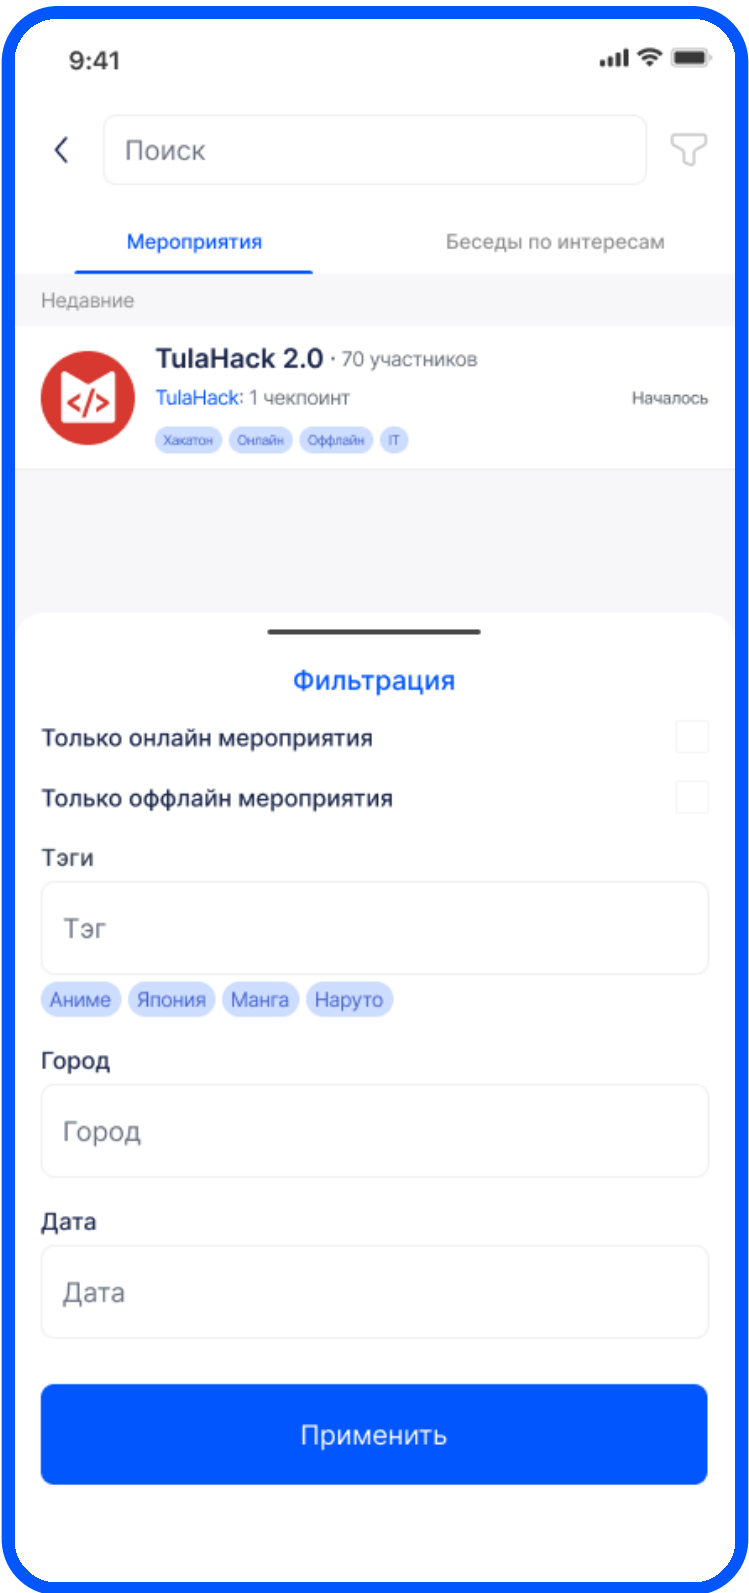 9:41
Поиск
Мероприятия Беседы по интересам
Недавние
TulaHack 2.0 · 70 участников
</>
TulaHack: 1 чекпоинт Началось
Хакатон Онлайн Оффлайн IT
Фильтрация
Только онлайн мероприятия
Только оффлайн мероприятия
Тэги
Тэг
Аниме Япония Манга Наруто
Город
Город
Дата
Дата
Применить